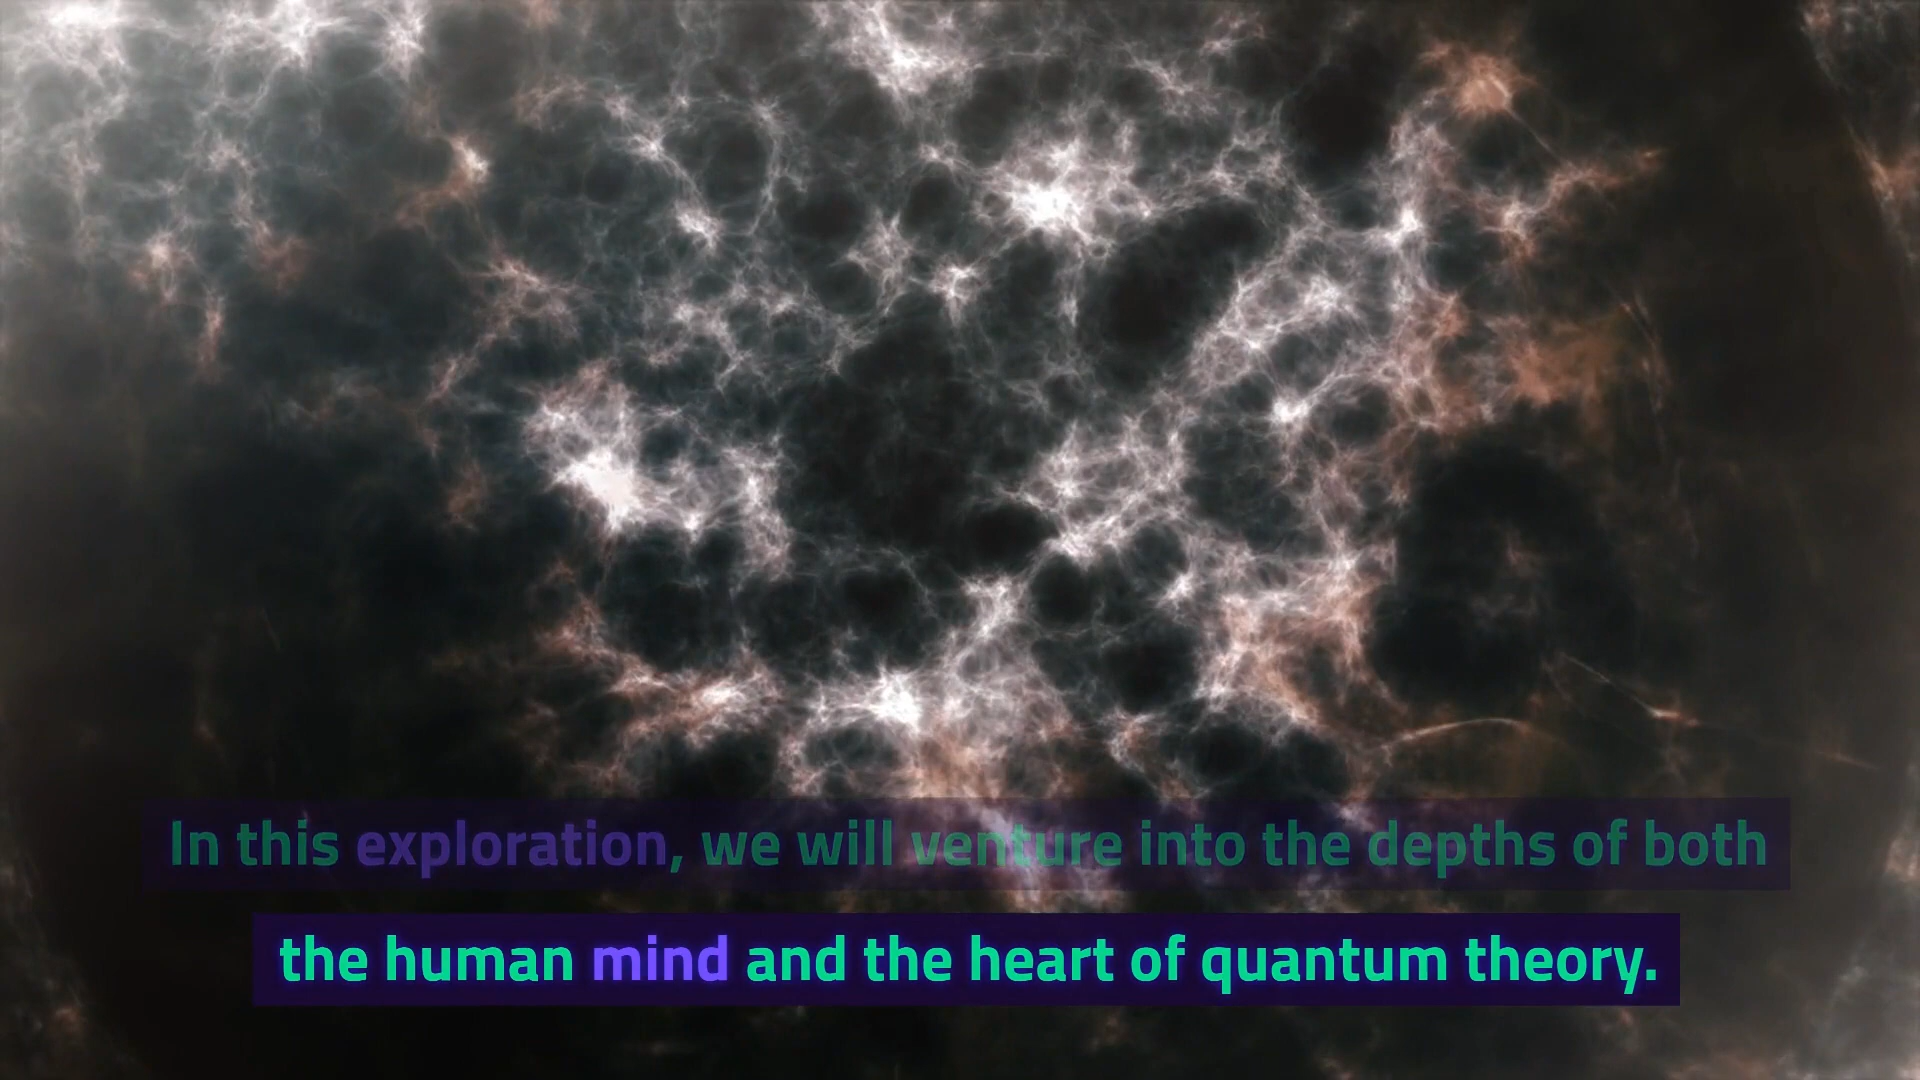 In this exploration, we will venture into the depths of both
the human mind and the heart of quantum theory.